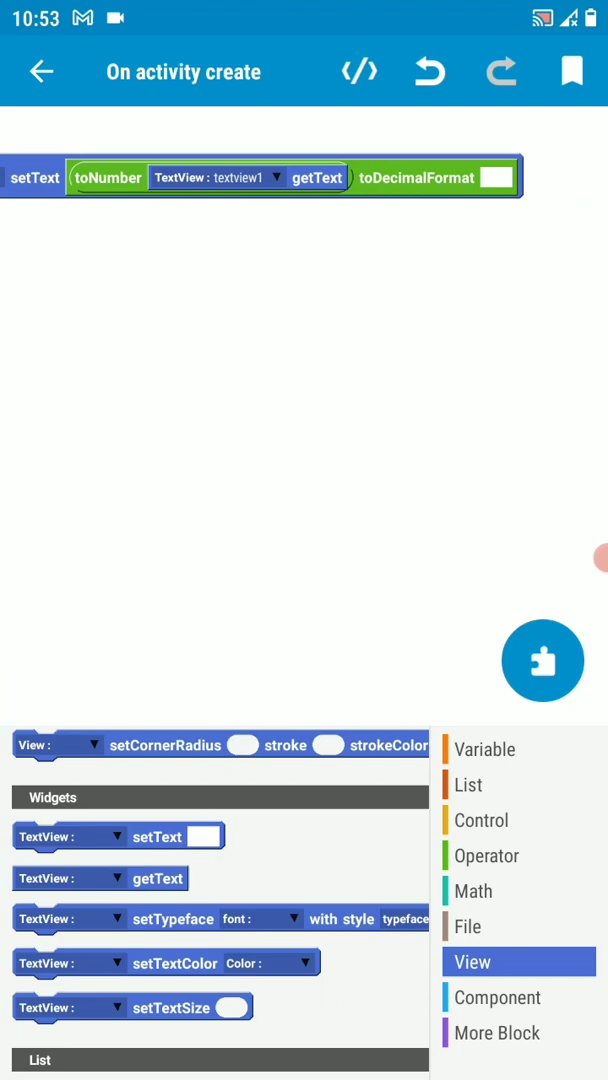 10:53
On activity create
setText toNumber TextView : textview1 getText toDecimalFormat
View : setCornerRadius stroke strokeColor
Widgets
TextView : setText
TextView : getText
TextView : setTypeface font : with style typeface
TextView : setTextColor Color :
TextView : setTextSize
List
Variable
List
Control
Operator
Math
File
View
Component
More Block